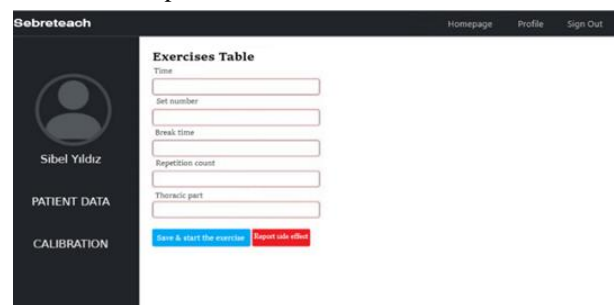 Sebreteach
Homepage Profile Sign Out
Sibel Yıldız
PATIENT DATA
CALIBRATION
Exercises Table
Time
Set number
Break time
Repetition count
Thoracic part
Save & start the exercise Report side effect